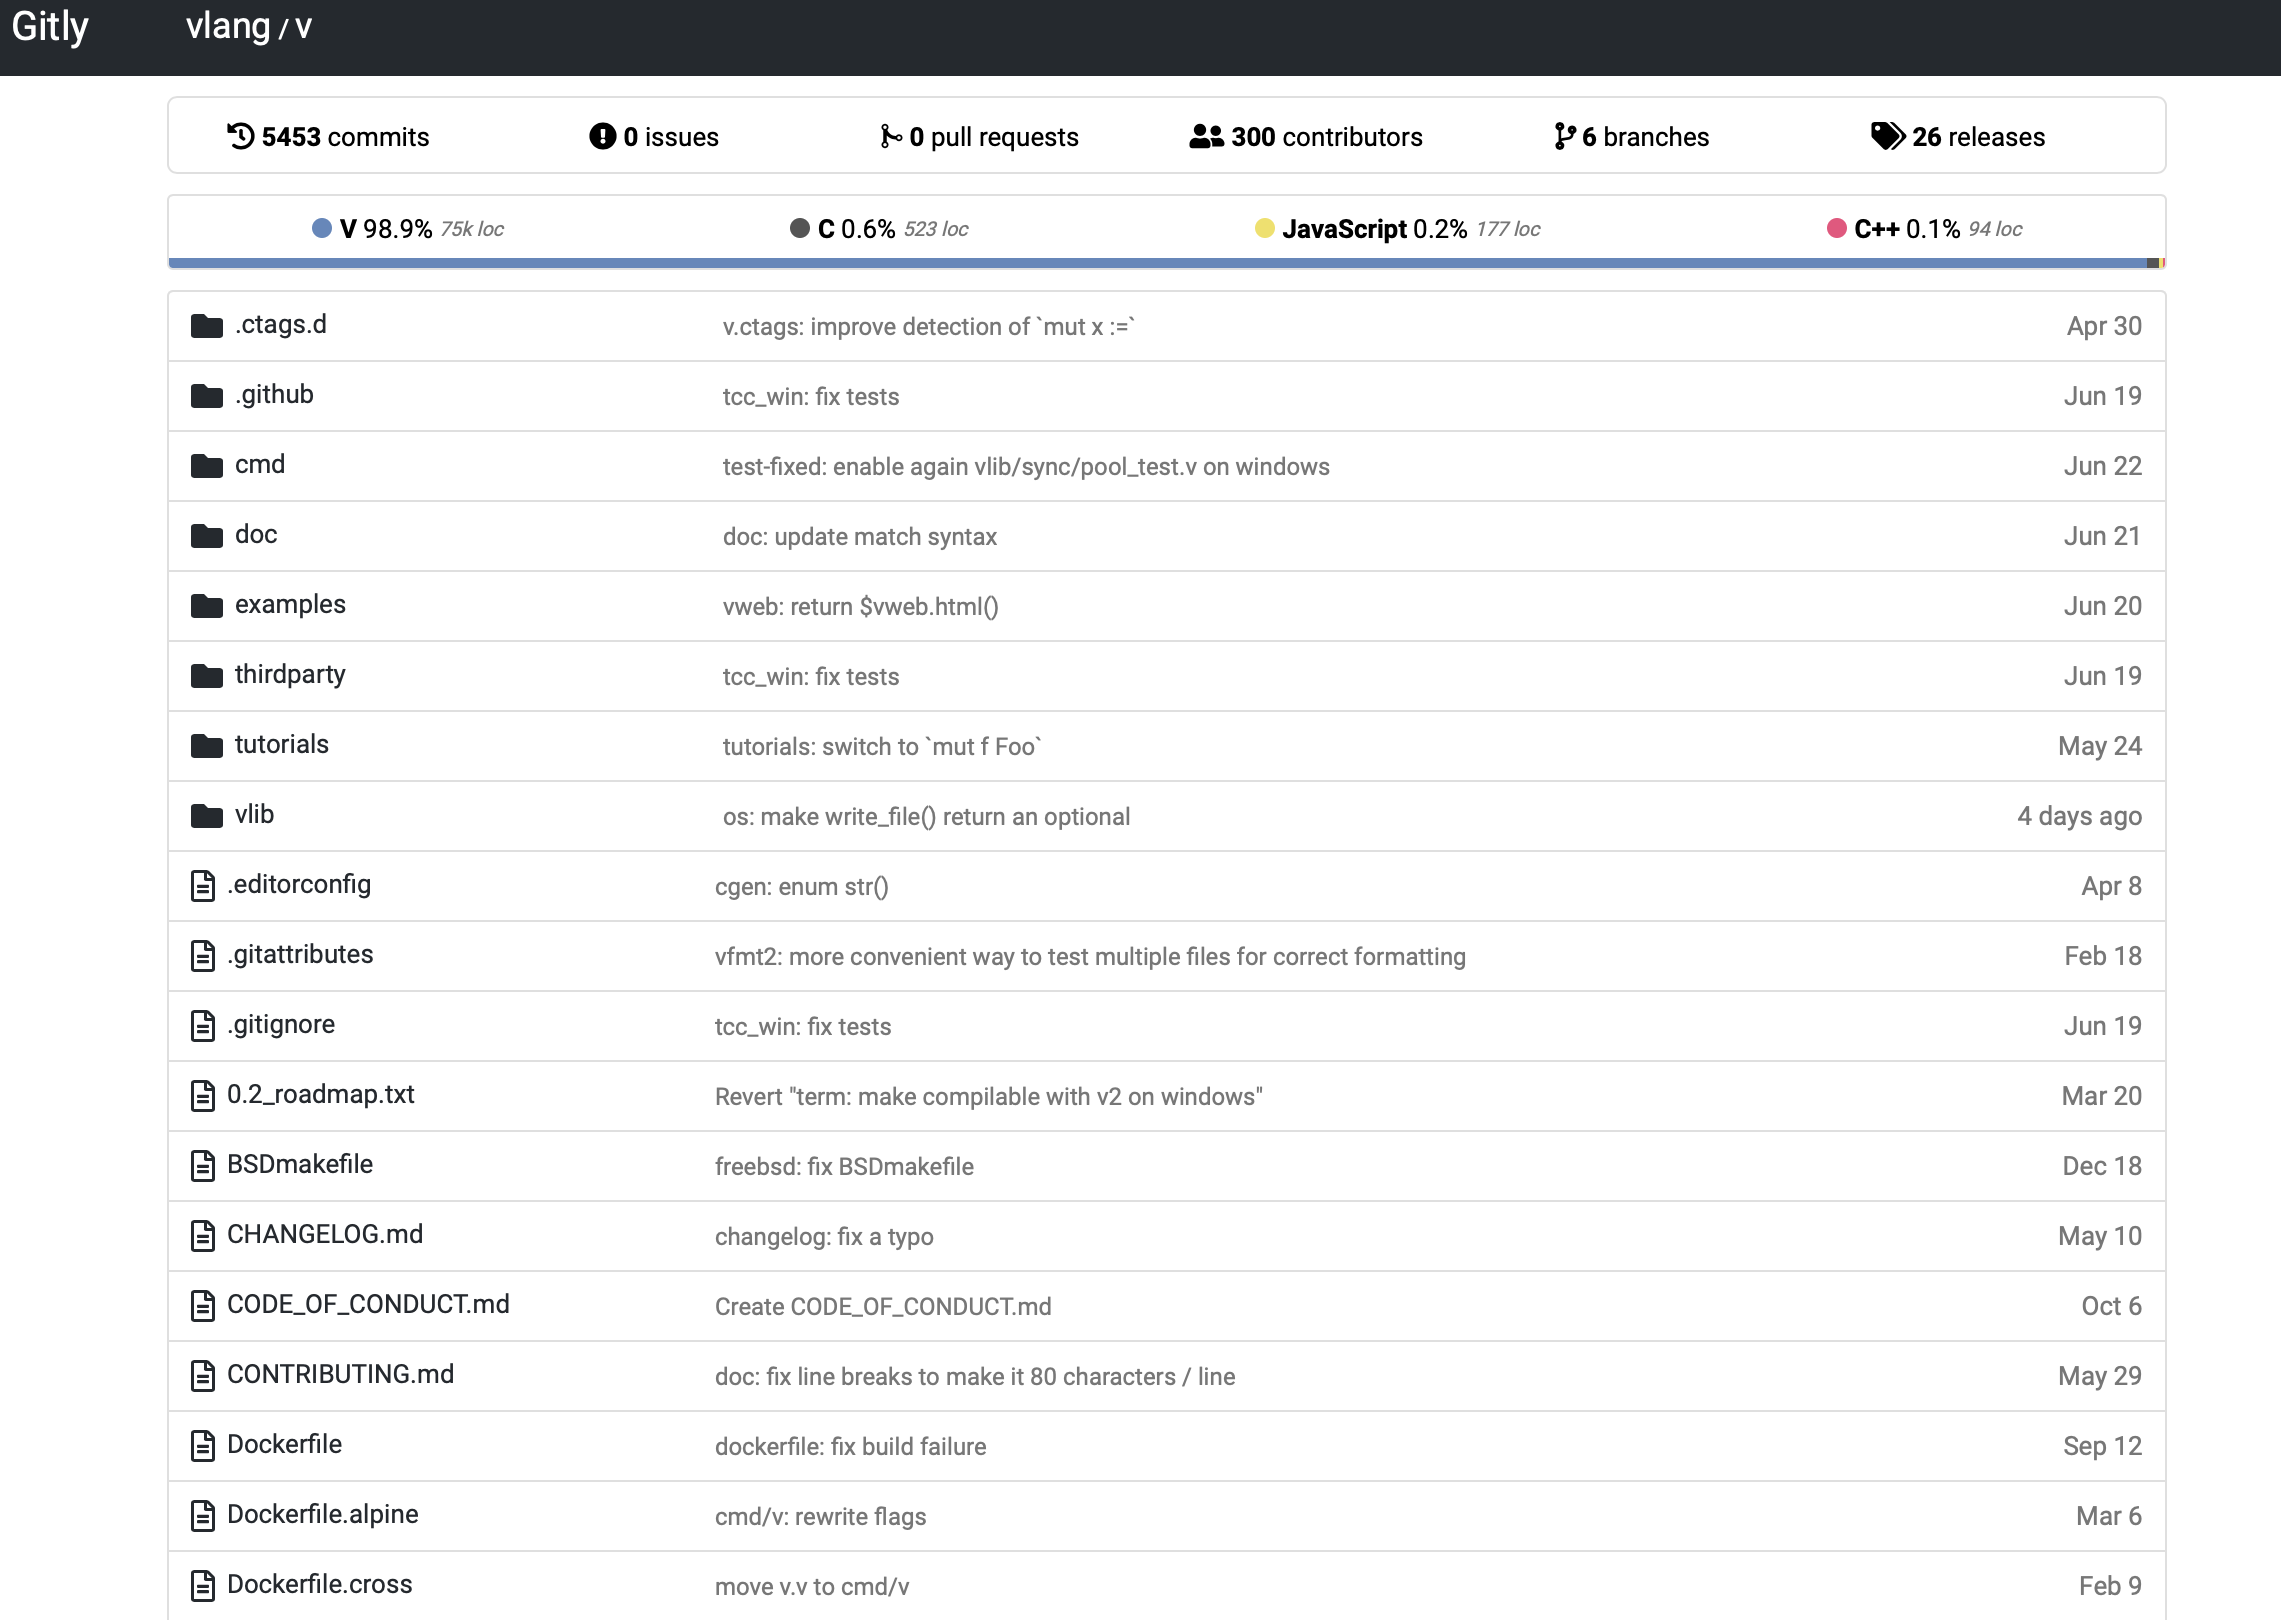 Gitly vlang / v
5453 commits 0 issues 0 pull requests 300 contributors 6 branches 26 releases
V 98.9% 75k loc C 0.6% 523 loc JavaScript 0.2% 177 loc C++ 0.1% 94 loc
.ctags.d v.ctags: improve detection of `mut x :=` Apr 30
.github tcc_win: fix tests Jun 19
cmd test-fixed: enable again vlib/sync/pool_test.v on windows Jun 22
doc doc: update match syntax Jun 21
examples vweb: return $vweb.html() Jun 20
thirdparty tcc_win: fix tests Jun 19
tutorials tutorials: switch to `mut f Foo` May 24
vlib os: make write_file() return an optional 4 days ago
.editorconfig cgen: enum str() Apr 8
.gitattributes vfmt2: more convenient way to test multiple files for correct formatting Feb 18
.gitignore tcc_win: fix tests Jun 19
0.2_roadmap.txt Revert "term: make compilable with v2 on windows" Mar 20
BSDmakefile freebsd: fix BSDmakefile Dec 18
CHANGELOG.md changelog: fix a typo May 10
CODE_OF_CONDUCT.md Create CODE_OF_CONDUCT.md Oct 6
CONTRIBUTING.md doc: fix line breaks to make it 80 characters / line May 29
Dockerfile dockerfile: fix build failure Sep 12
Dockerfile.alpine cmd/v: rewrite flags Mar 6
Dockerfile.cross move v.v to cmd/v Feb 9